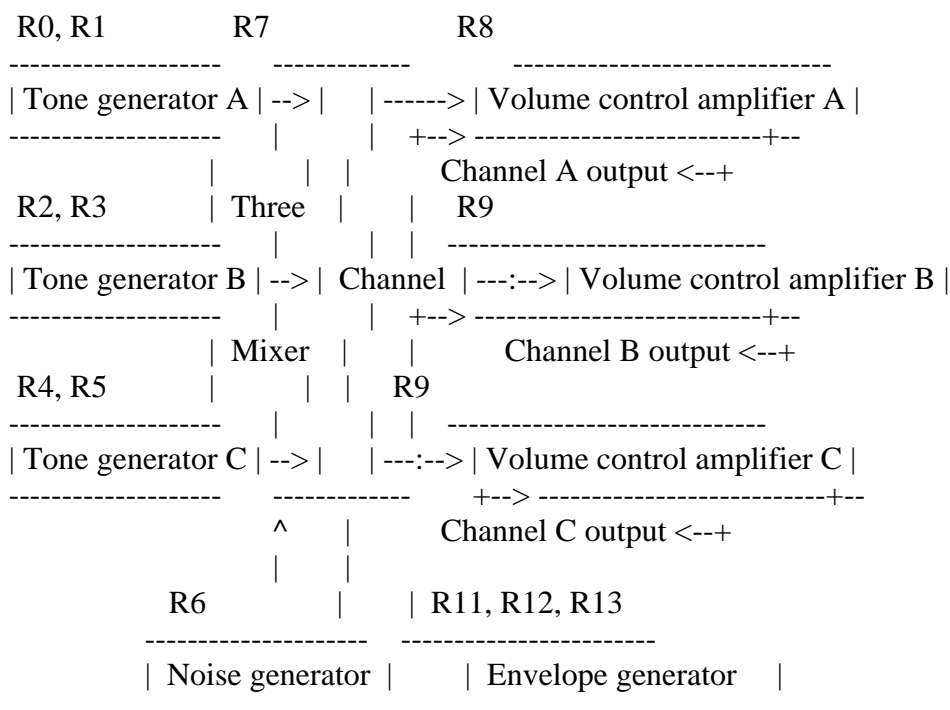 R0, R1 R7 R8
-------------------- ------------- ------------------------------
| Tone generator A | --> | | ------> | Volume control amplifier A |
-------------------- | | +--> ---------------------------+--
| | | Channel A output <--+
R2, R3 | Three | | R9
-------------------- | | | ------------------------------
| Tone generator B | --> | Channel | ---:--> | Volume control amplifier B |
-------------------- | | +--> ---------------------------+--
| Mixer | | Channel B output <--+
R4, R5 | | | R9
-------------------- | | | ------------------------------
| Tone generator C | --> | | ---:--> | Volume control amplifier C |
-------------------- ------------- +--> ---------------------------+--
^ | Channel C output <--+
| |
R6 | | R11, R12, R13
--------------------- ------------------------
| Noise generator | | Envelope generator |